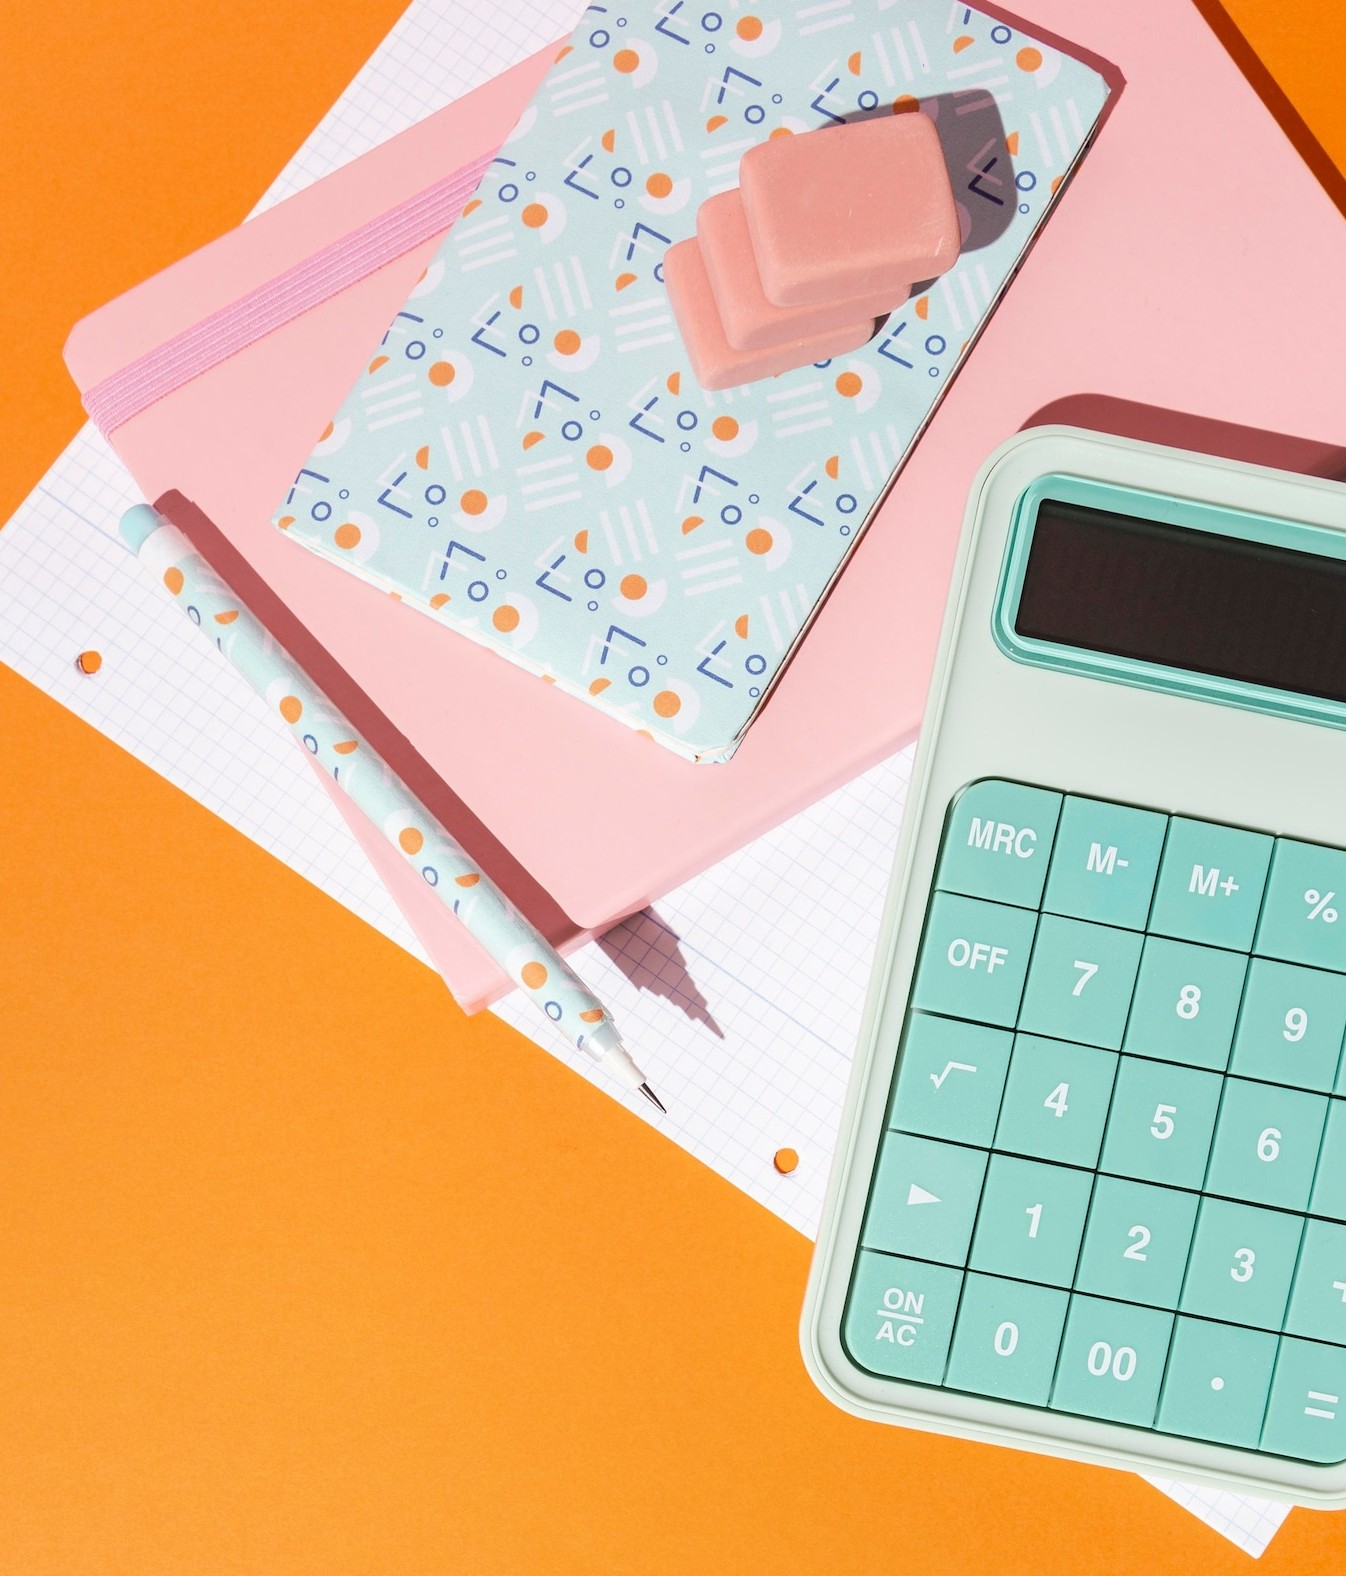 MRC M- M+ %
OFF 7 8 9
√ 4 5 6
▶ 1 2 3
ON
AC 0 00 . =